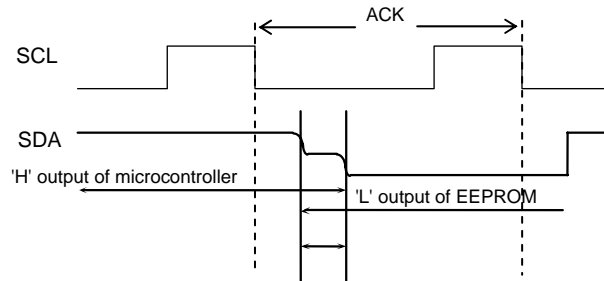 ACK
SCL
SDA
'H' output of microcontroller
'L' output of EEPROM